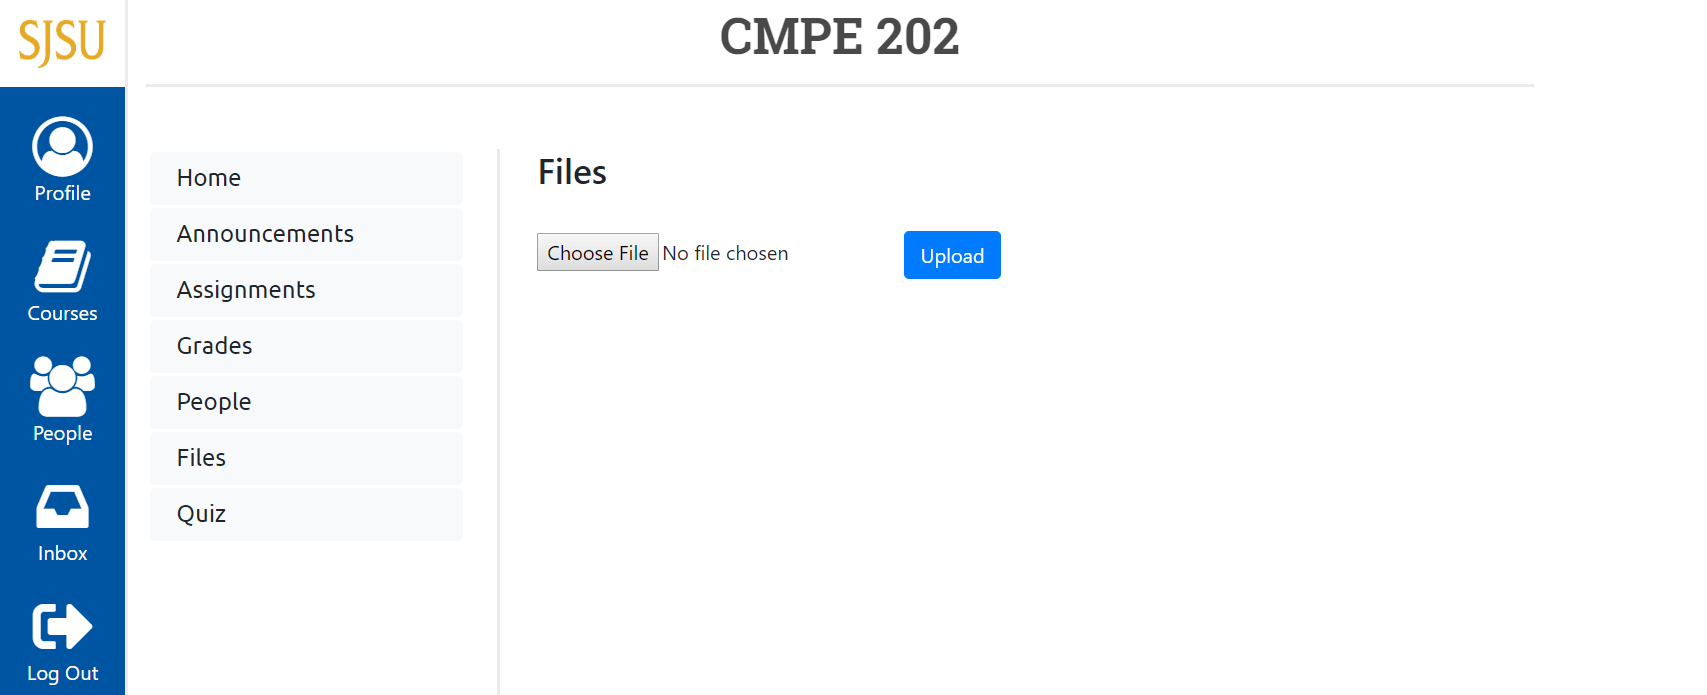 SJSU
CMPE 202
Profile
Courses
People
Inbox
Log Out
Home
Announcements
Assignments
Grades
People
Files
Quiz
Files
Choose File No file chosen Upload